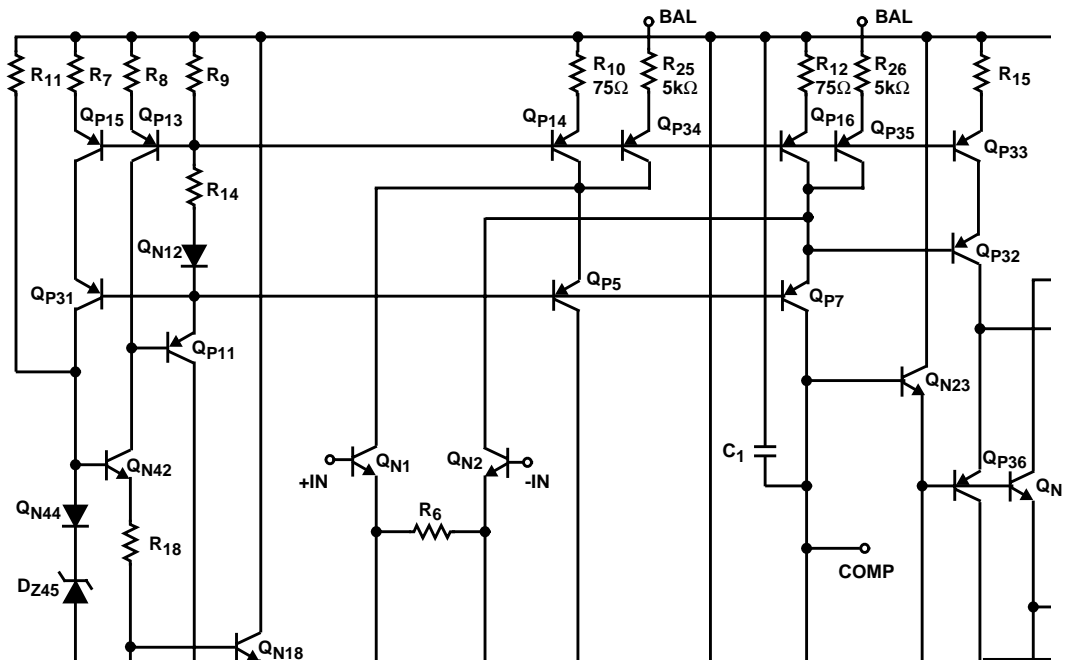 BAL
BAL
R11
R7
R8
R9
R10
75Ω
R25
5kΩ
R12
75Ω
R26
5kΩ
R15
QP15
QP13
QP14
QP34
QP16
QP35
QP33
R14
QN12
QP31
QP5
QP7
QP32
QP11
QN23
C1
QN42
QN1
QN2
+IN
-IN
QP36
QN
QN44
R6
R18
DZ45
COMP
QN18